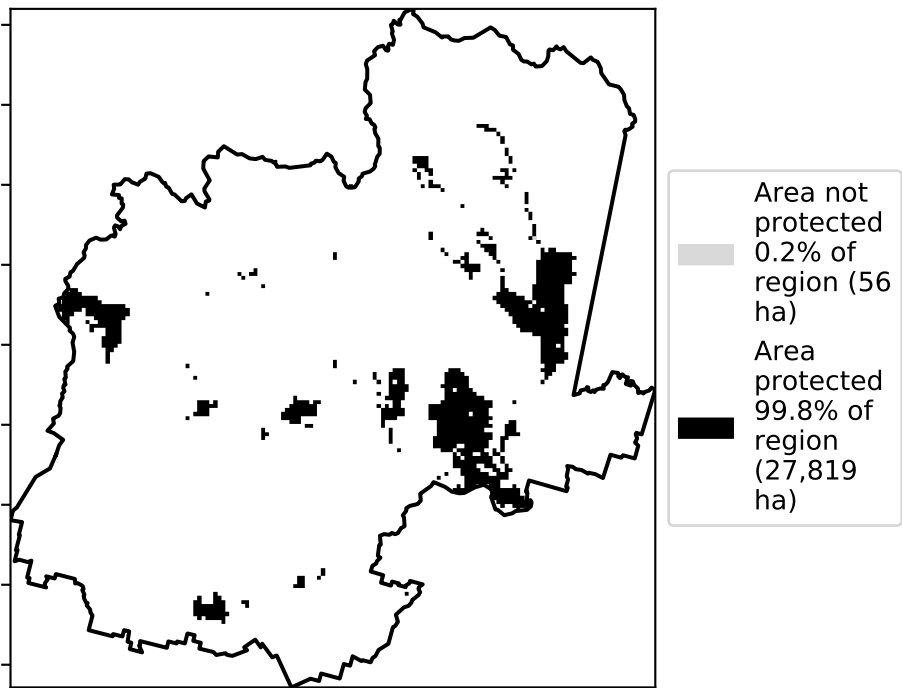 Area not
protected
0.2% of
region (56
ha)
Area
protected
99.8% of
region
(27,819
ha)